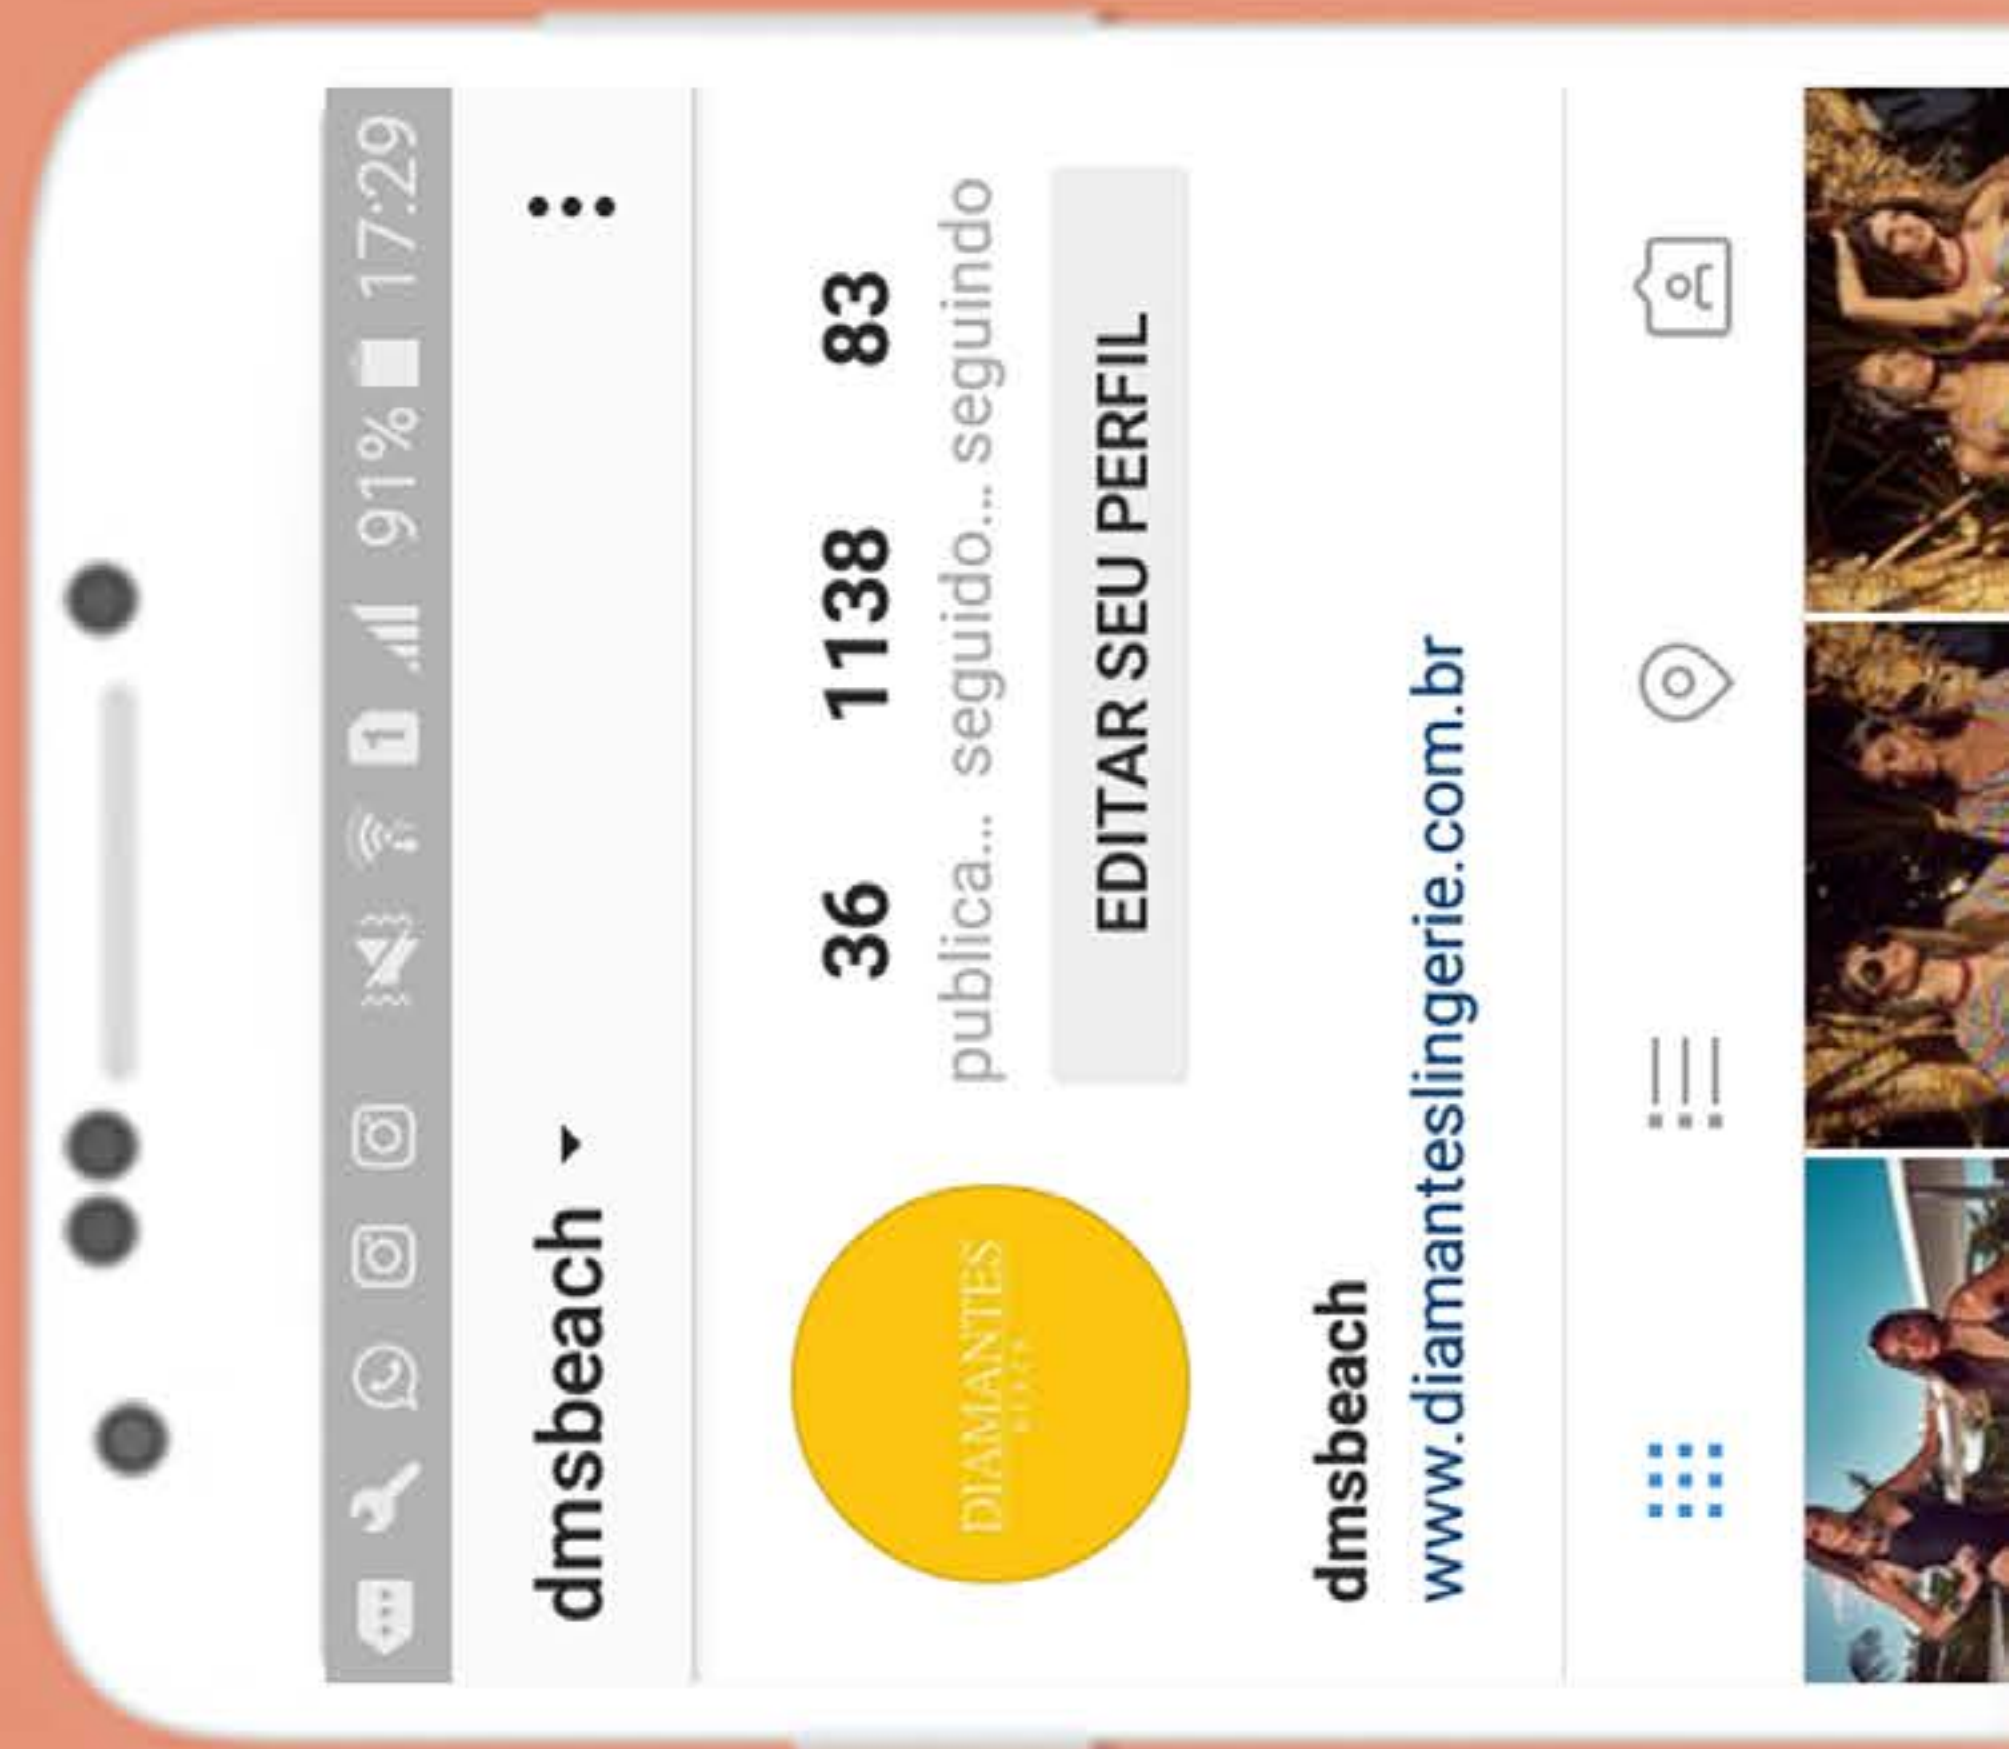 1 91% 17:29
dmsbeach
36 1138 83
publica... seguido... seguindo
EDITAR SEU PERFIL
DIAMANTES
dmsbeach
www.diamanteslingerie.com.br